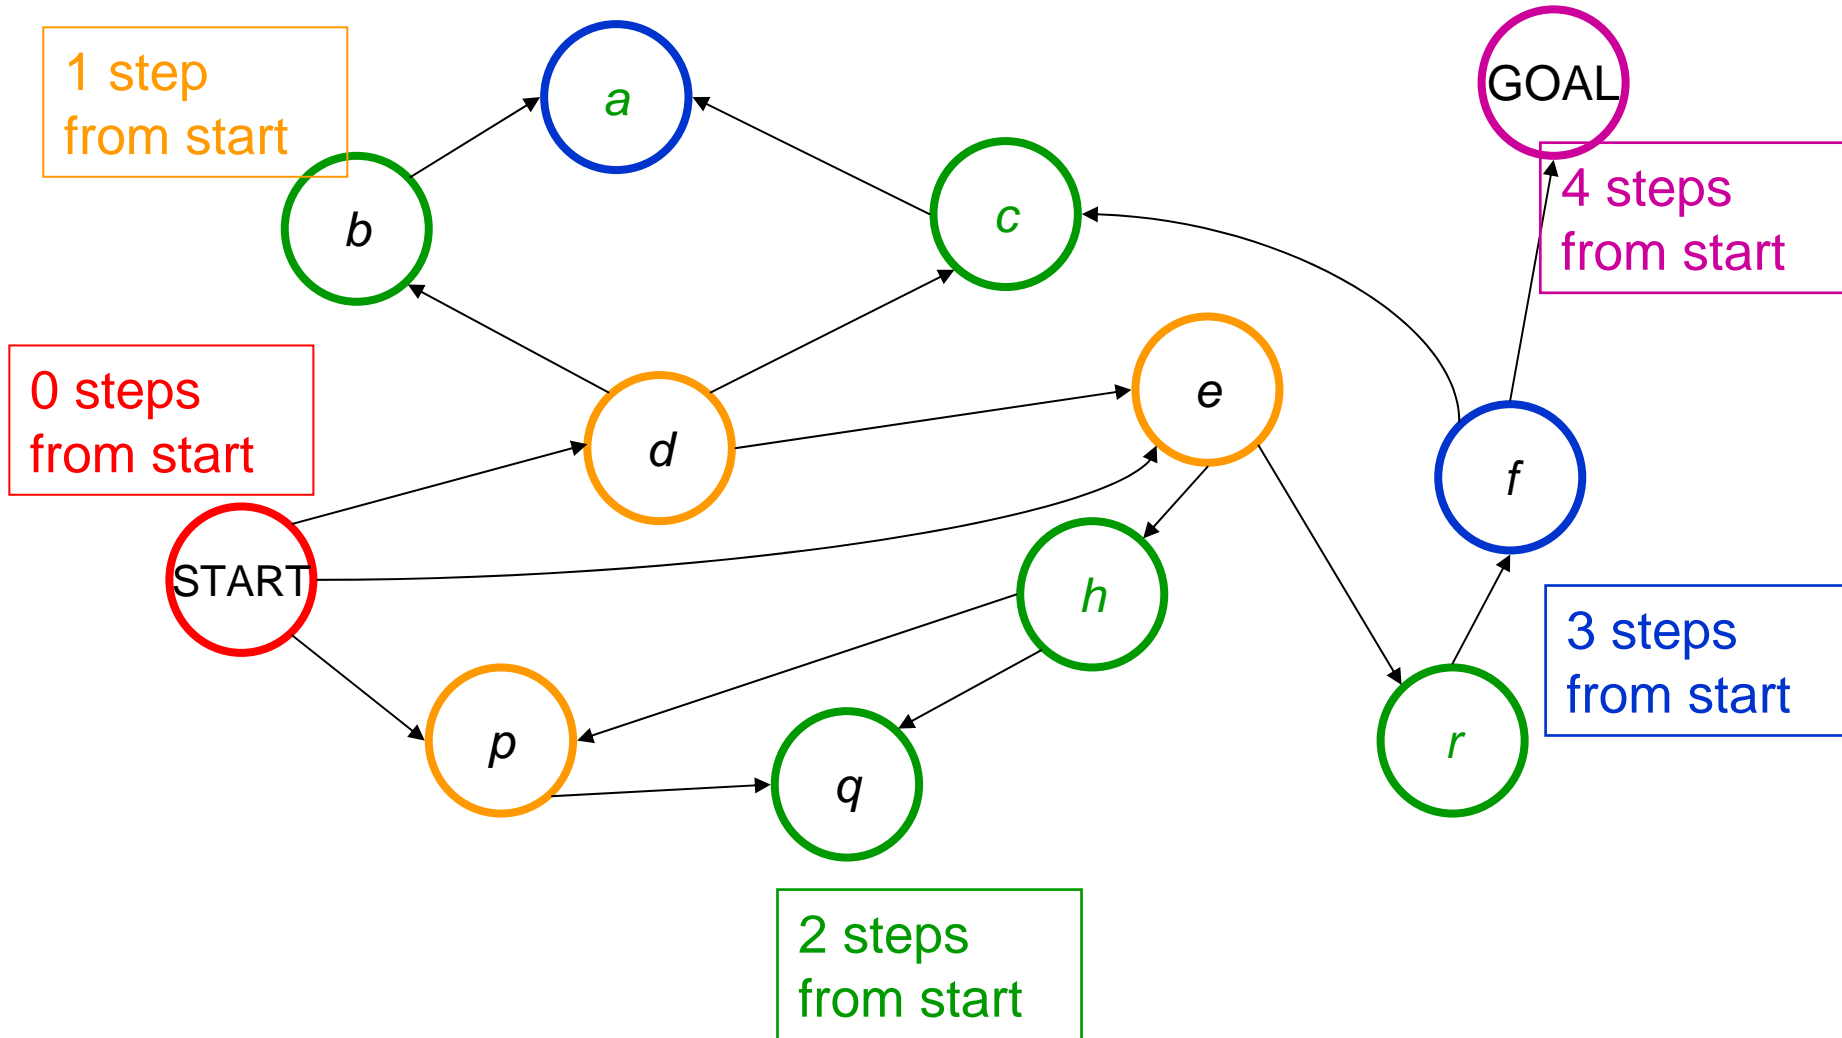 1 step
from start
a
GOAL
b
c
4 steps
from start
0 steps
from start
d
e
f
START
h
3 steps
from start
p
q
r
2 steps
from start